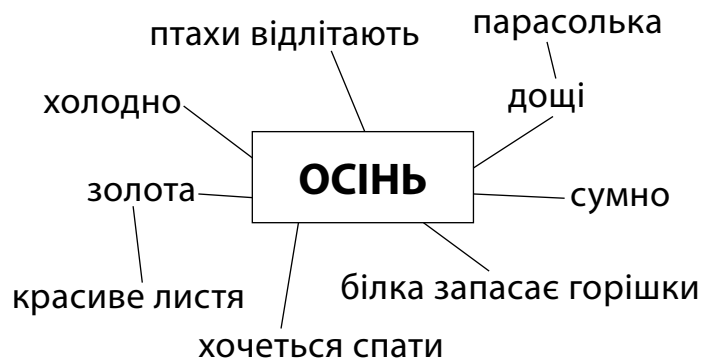 парасолька
птахи відлітають
дощі
холодно
ОСІНЬ
золота
сумно
красиве листя
білка запасає горішки
хочеться спати